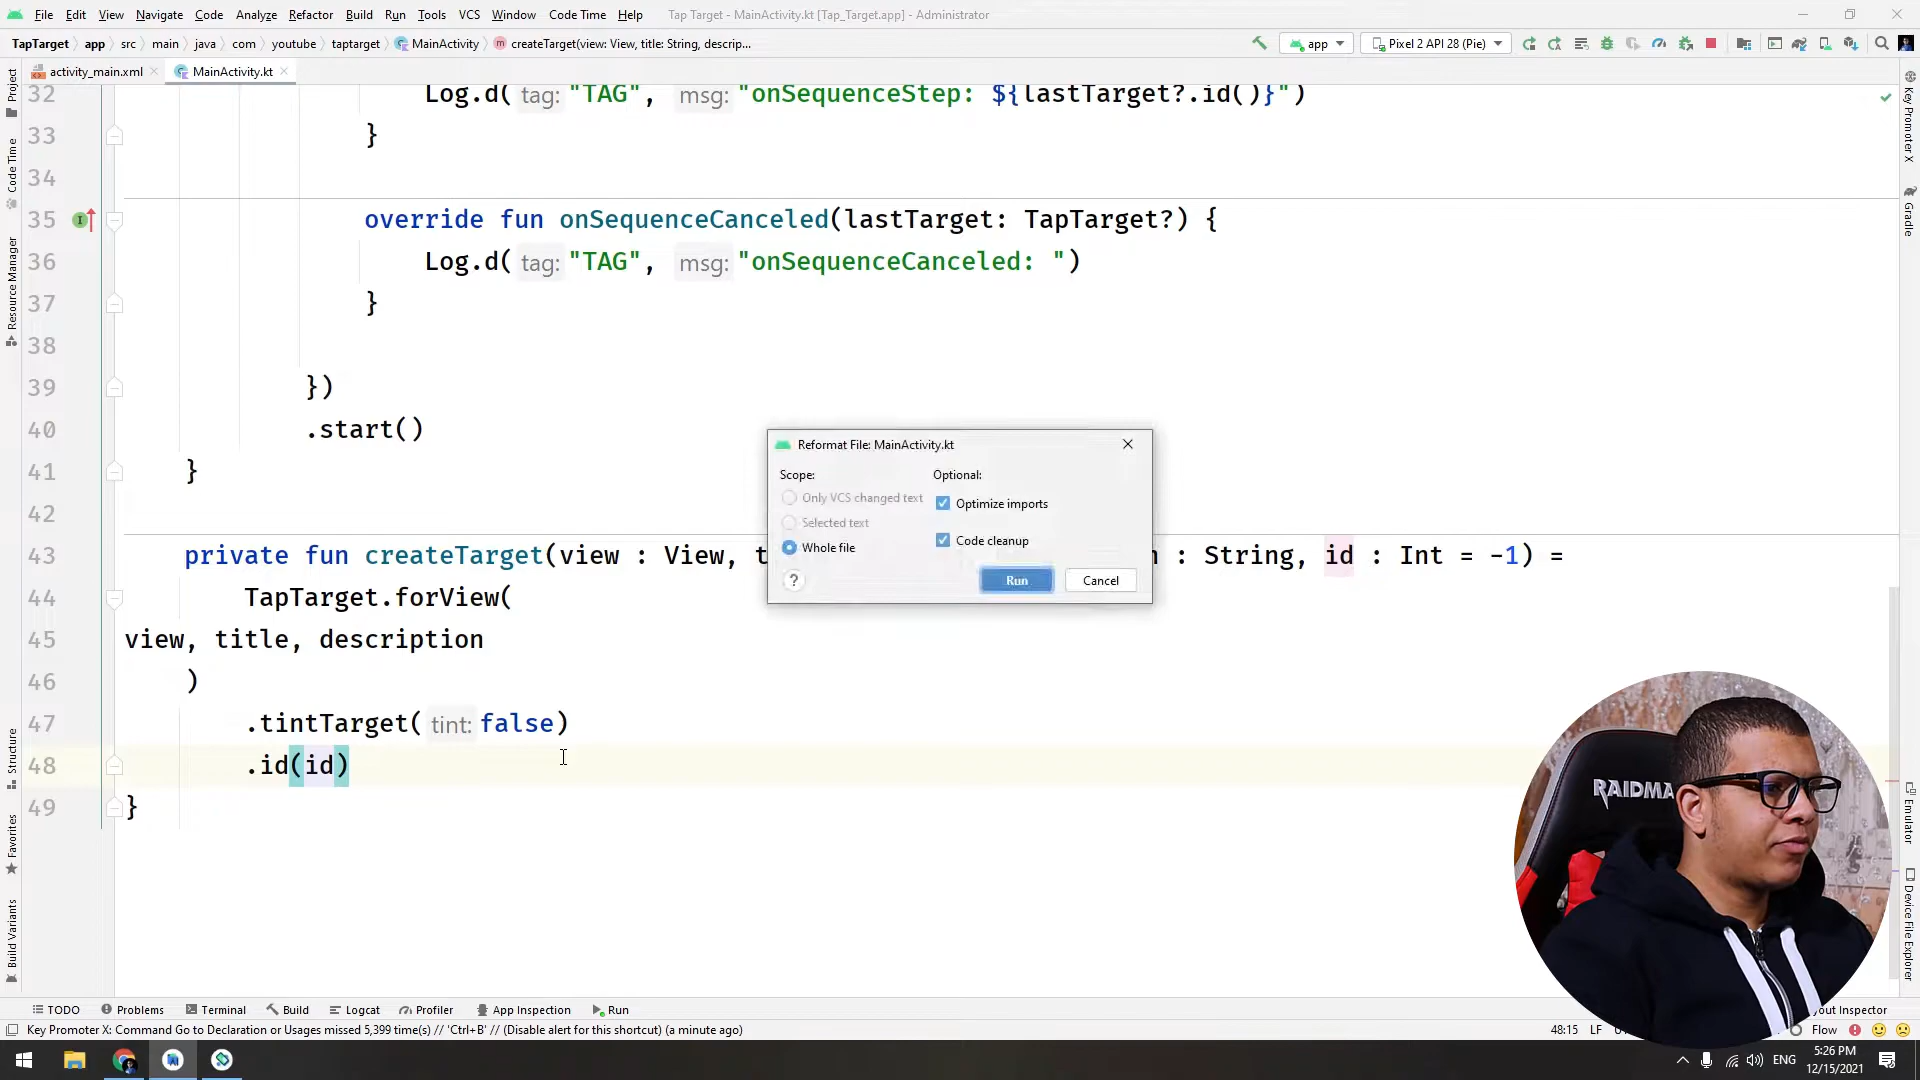 File Edit View Navigate Code Analyze Refactor Build Run Tools VCS Window Code Time Help Tap Target - MainActivity.kt [Tap_Target.app] - Administrator
TapTarget app src main java com youtube taptarget MainActivity createTarget(view: View, title: String, descrip...
app Pixel 2 API 28 (Pie)
activity_main.xml MainActivity.kt
Project
Code Time
Resource Manager
Structure
Favorites
Build Variants
32 Log.d( tag: "TAG", msg: "onSequenceStep: ${lastTarget?.id()}")
33 }
34
35 override fun onSequenceCanceled(lastTarget: TapTarget?) {
36 Log.d( tag: "TAG", msg: "onSequenceCanceled: ")
37 }
38
39 })
40 .start()
41 }
42
43 private fun createTarget(view : View, t : String, id : Int = -1) =
44 TapTarget.forView(
45 view, title, description
46 )
47 .tintTarget( tint: false)
48 .id(id)
49 }
Reformat File: MainActivity.kt
Scope: Optional:
Only VCS changed text Optimize imports
Selected text
Whole file Code cleanup
? Run Cancel
Key Promoter X
Gradle
Emulator
Device File Explorer
RAIDMA
TODO Problems Terminal Build Logcat Profiler App Inspection Run out Inspector
Key Promoter X: Command Go to Declaration or Usages missed 5,399 time(s) // 'Ctrl+B' // (Disable alert for this shortcut) (a minute ago) 48:15 LF Flow
ENG 5:26 PM
12/15/2021